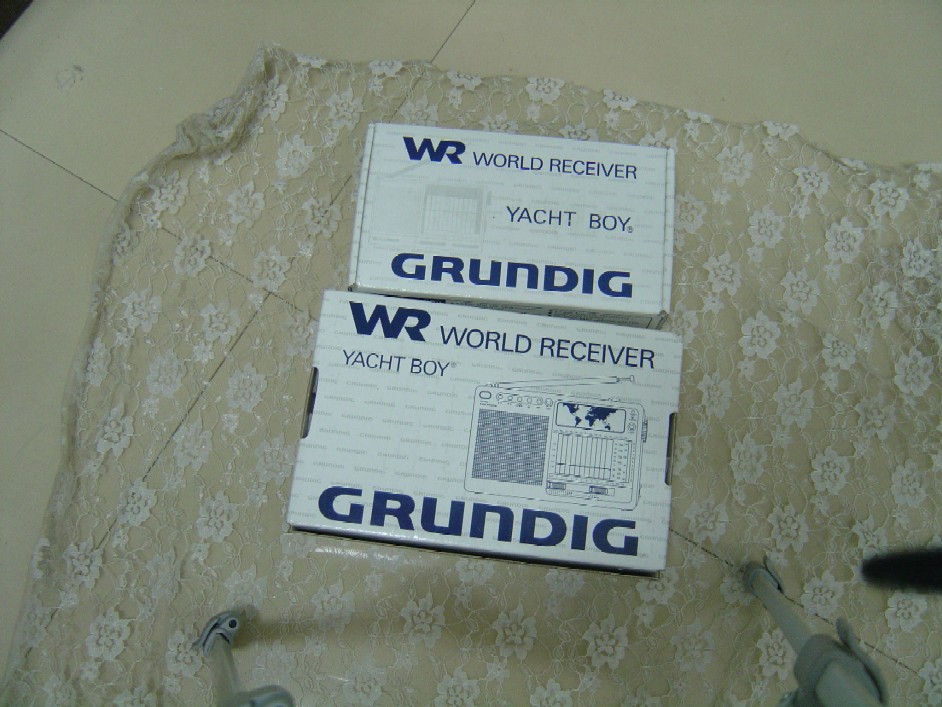 WR WORLD RECEIVER
YACHT BOY®
GRUNDIG
WR WORLD RECEIVER
YACHT BOY®
GRUNDIG